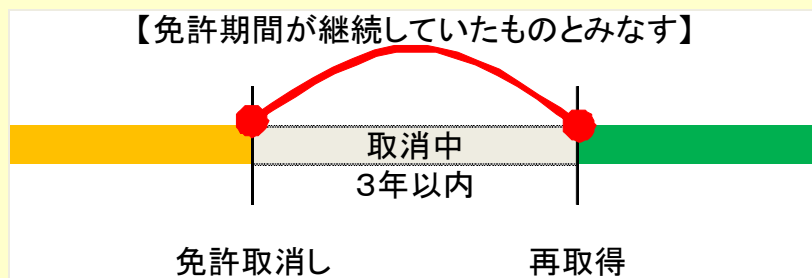 【免許期間が継続していたものとみなす】
取消中
３年以内
免許取消し
再取得